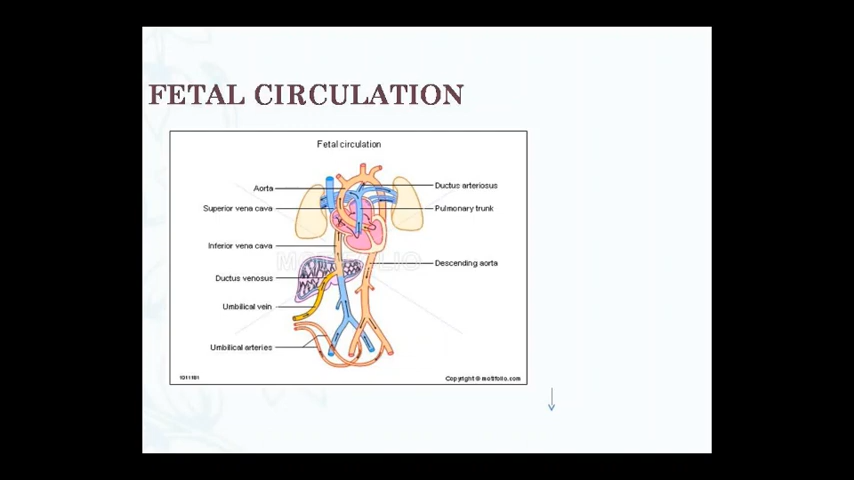 FETAL CIRCULATION
Fetal circulation
Aorta
Ductus arteriosus
Superior vena cava
Pulmonary trunk
Inferior vena cava
Descending aorta
Ductus venosus
Umbilical vein
Umbilical arteries
Copyright @ motifolio.com